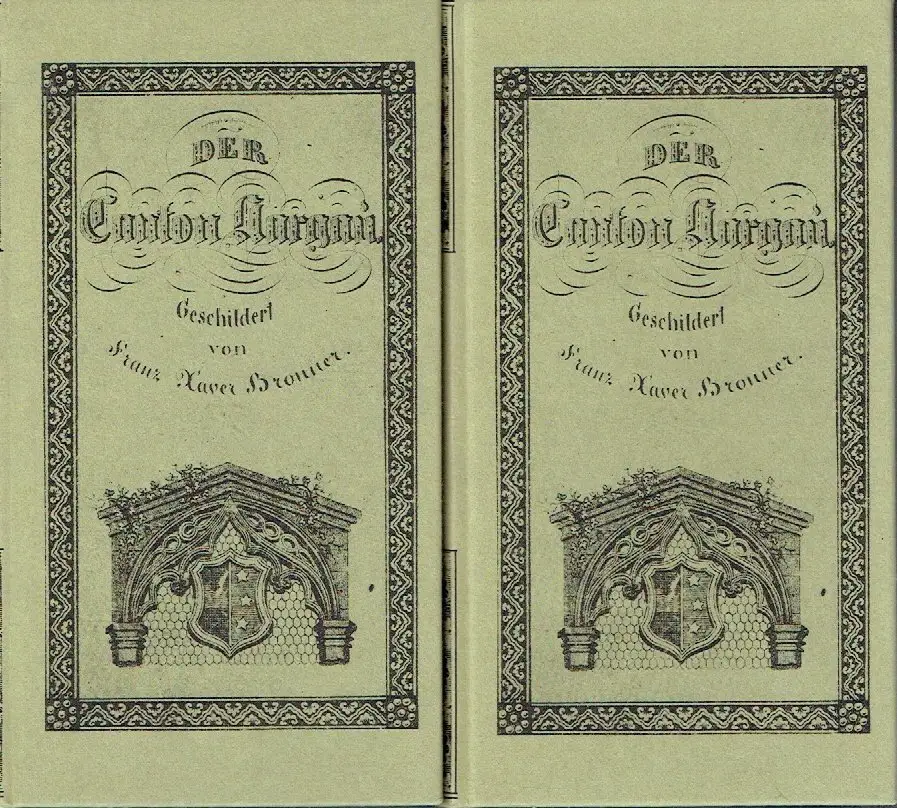 DER
Canton Aargau
Geschildert
von
Franz Xaver Bronner.
DER
Canton Aargau
Geschildert
von
Franz Xaver Bronner.